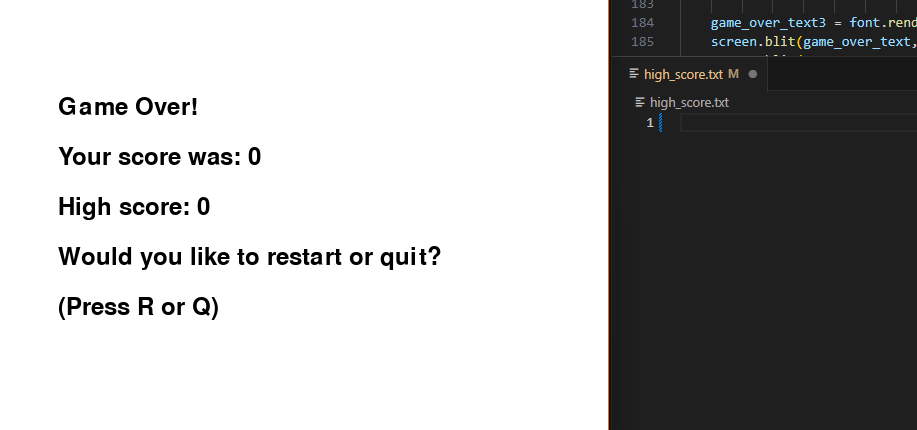 Game Over!
Your score was: 0
High score: 0
Would you like to restart or quit?
(Press R or Q)
183
184 game_over_text3 = font.rend
185 screen.blit(game_over_text,
high_score.txt M
high_score.txt
1